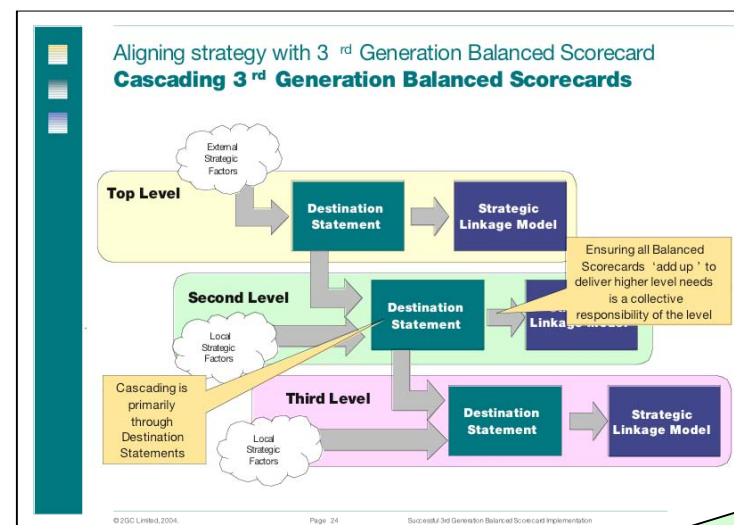 Aligning strategy with 3 rd Generation Balanced Scorecard
Cascading 3 rd Generation Balanced Scorecards
External
Strategic
Factors
Top Level
Destination
Statement
Strategic
Linkage Model
Ensuring all Balanced
Scorecards 'add up' to
deliver higher level needs
is a collective
responsibility of the level
Second Level
Destination
Statement
Linkage Model
Local
Strategic
Factors
Cascading is
primarily
through
Destination
Statements
Third Level
Destination
Statement
Strategic
Linkage Model
Local
Strategic
Factors
© 2GC Limited, 2004.
Page 24
Successful 3rd Generation Balanced Scorecard Implementation